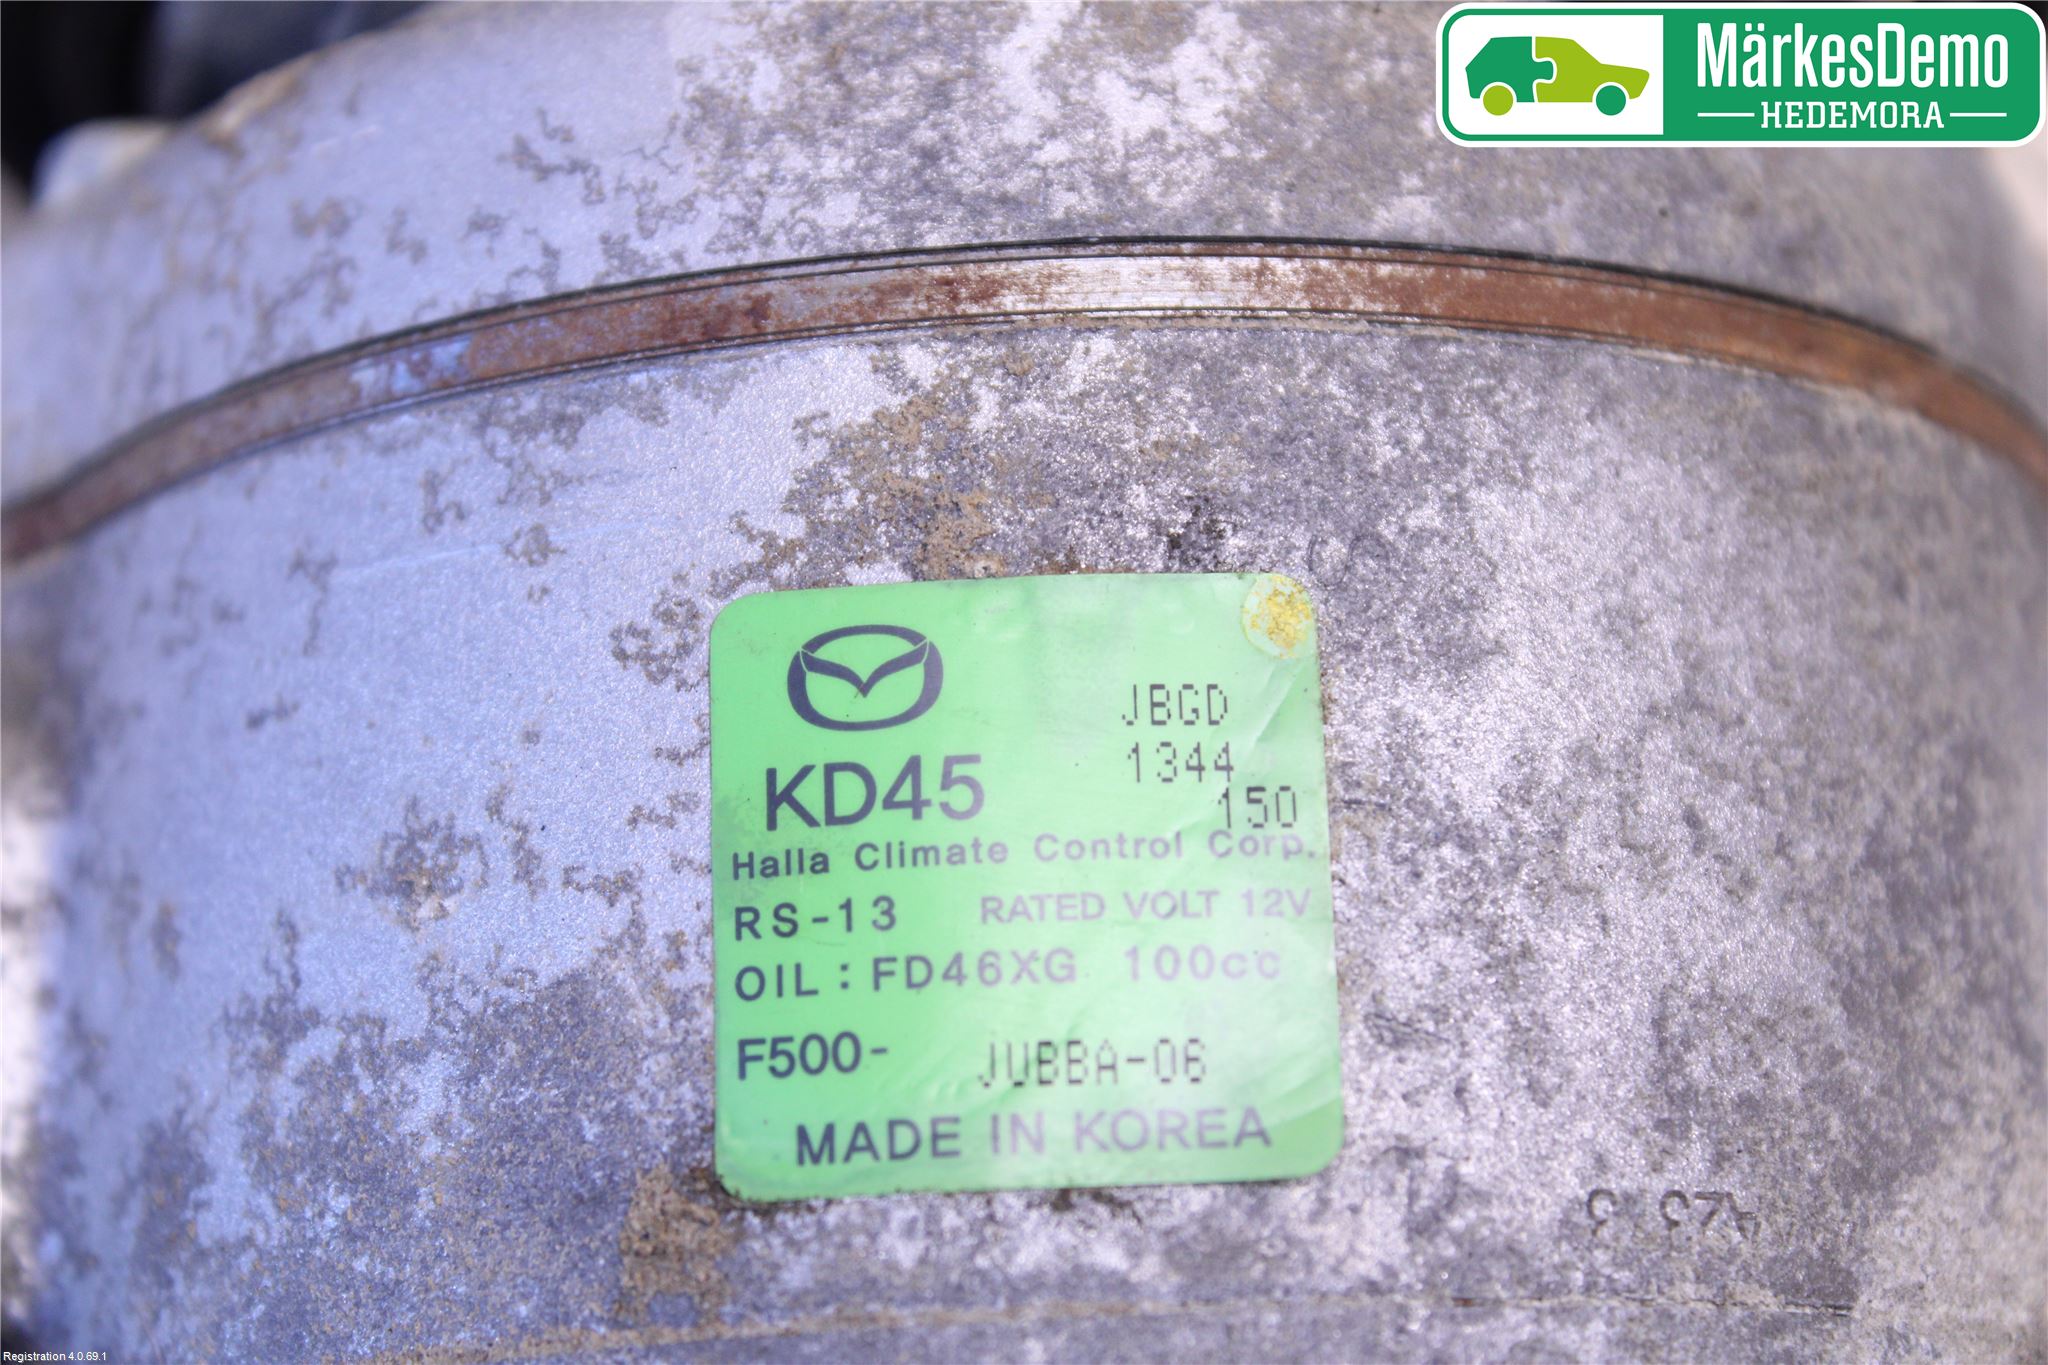 MärkesDemo
HEDEMORA
JBGD
KD45
1344
150
Halla Climate Control Corp.
RS-13 RATED VOLT 12V
OIL : FD46XG 100cc
F500- JUBBA-06
MADE IN KOREA
Registration 4.0.69.1